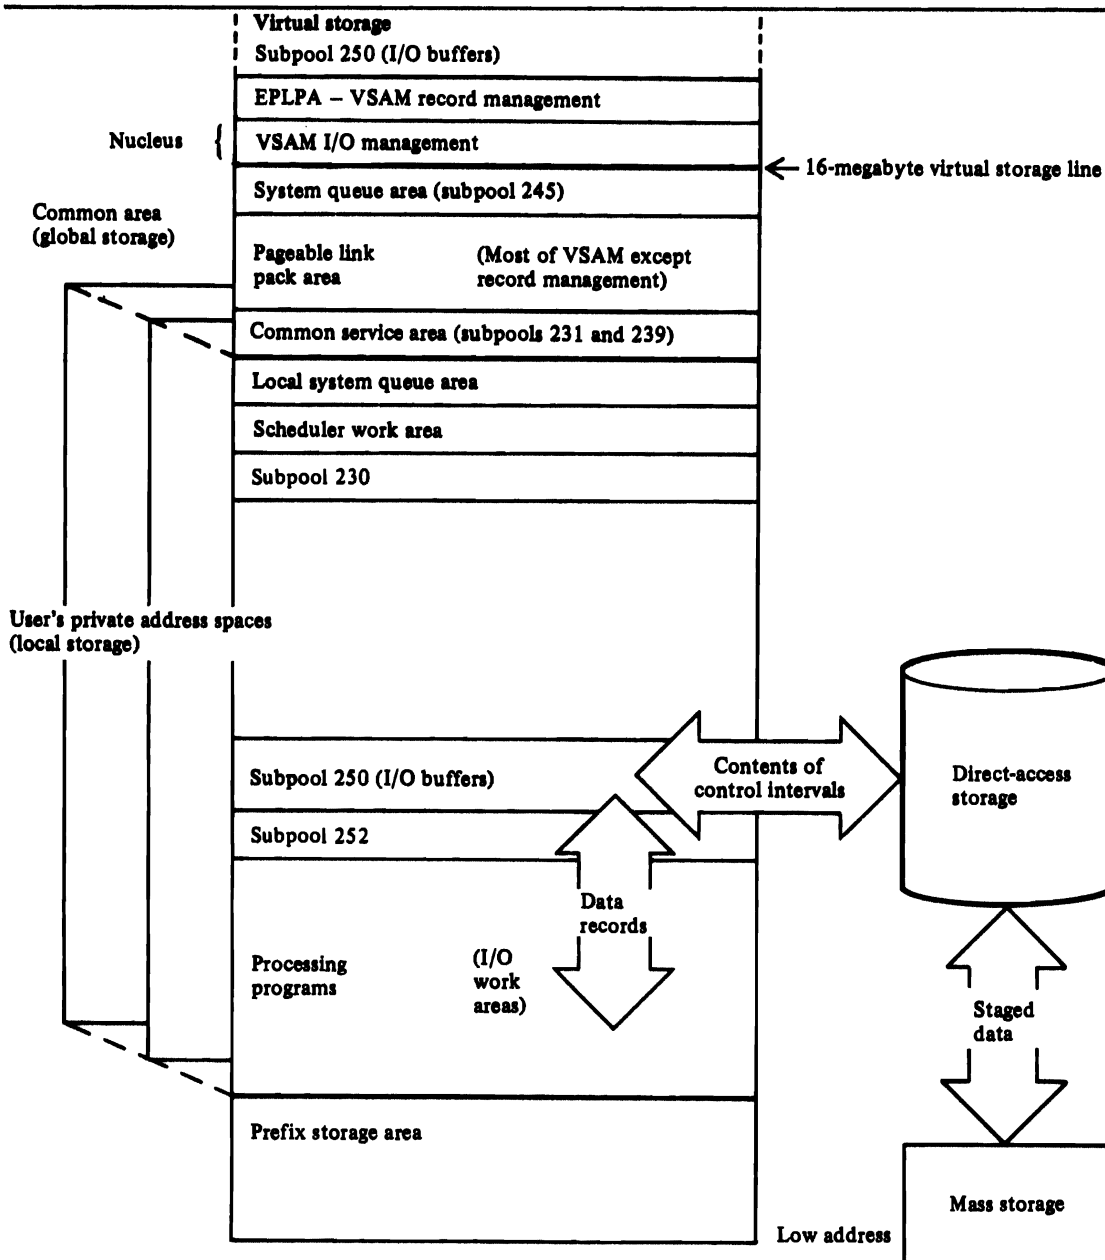 Virtual storage
Subpool 250 (I/O buffers)
EPLPA – VSAM record management
Nucleus {
VSAM I/O management
16-megabyte virtual storage line
System queue area (subpool 245)
Common area
(global storage)
Pageable link
pack area
(Most of VSAM except
record management)
Common service area (subpools 231 and 239)
Local system queue area
Scheduler work area
Subpool 230
User's private address spaces
(local storage)
Subpool 250 (I/O buffers)
Contents of
control intervals
Direct-access
storage
Subpool 252
Data
records
Processing
programs
(I/O
work
areas)
Staged
data
Prefix storage area
Mass storage
Low address